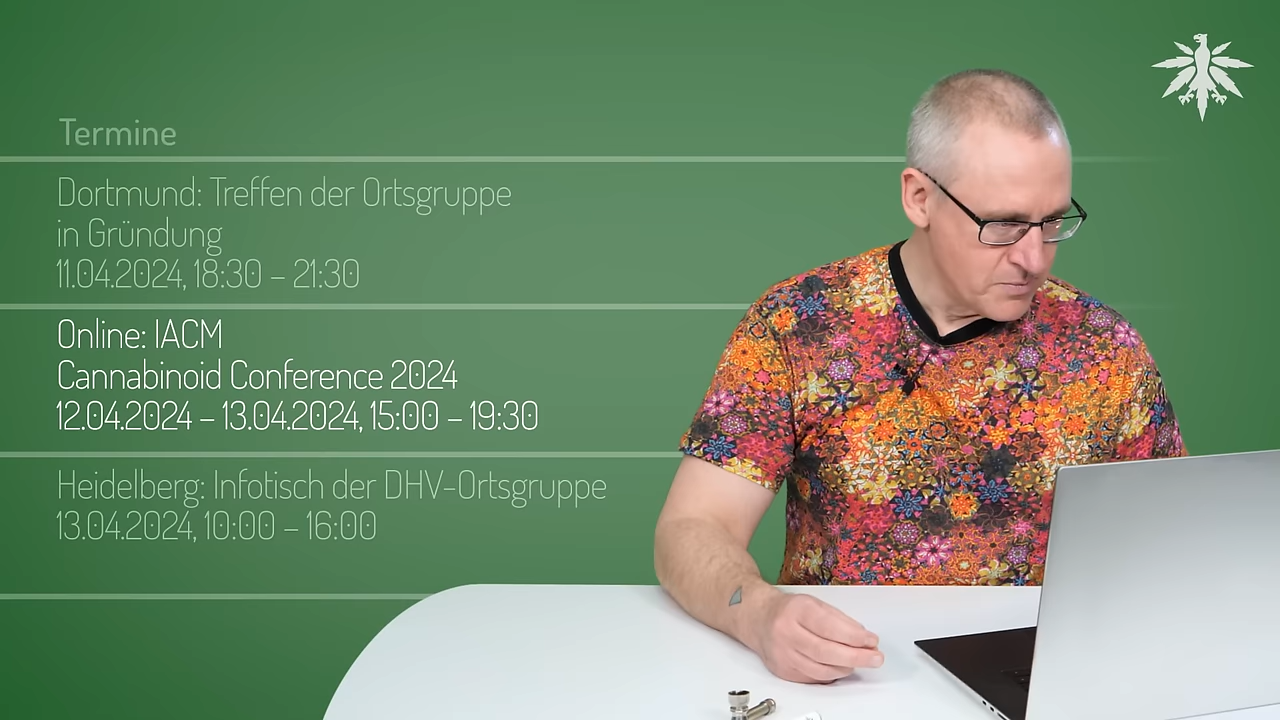 Termine
Dortmund: Treffen der Ortsgruppe
in Gründung
11.04.2024, 18:30 – 21:30
Online: IACM
Cannabinoid Conference 2024
12.04.2024 – 13.04.2024, 15:00 – 19:30
Heidelberg: Infotisch der DHV-Ortsgruppe
13.04.2024, 10:00 – 16:00